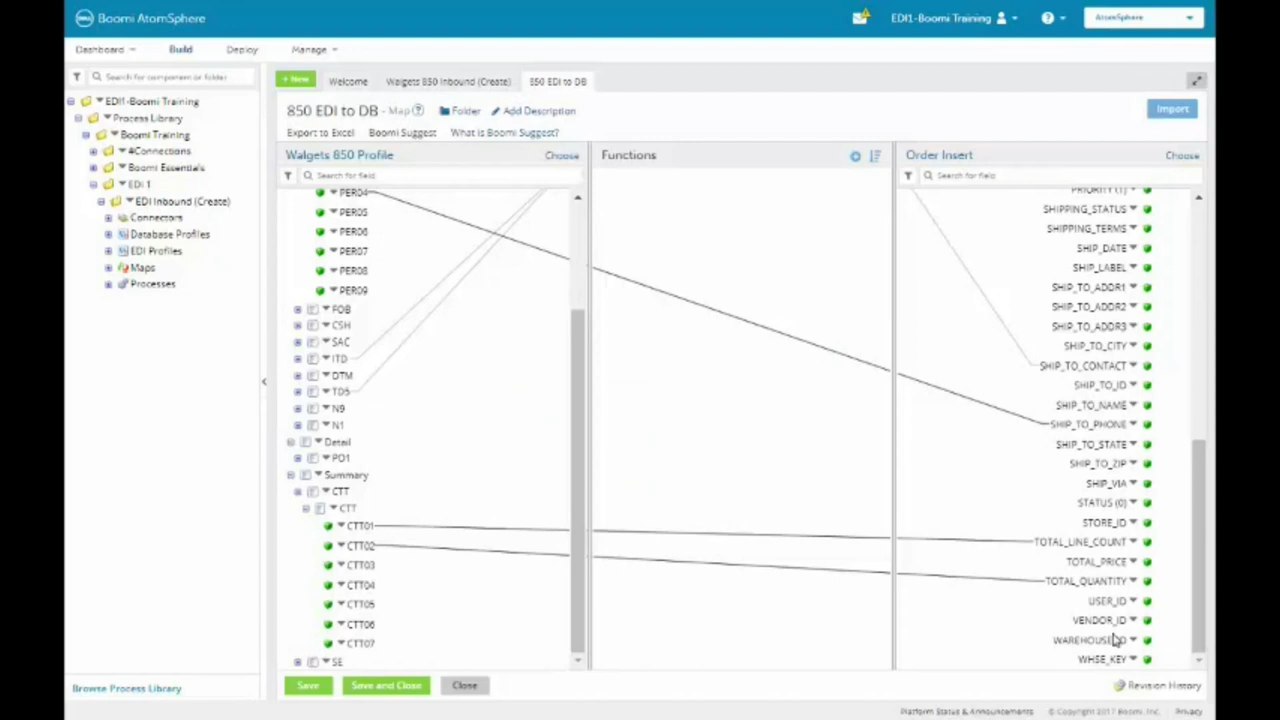 DELL Boomi AtomSphere
EDI1-Boomi Training
AtomSphere
Dashboard Build Deploy Manage
Search for component or folder
+ New Welcome Walgets 850 Inbound (Create) 850 EDI to DB
EDI1-Boomi Training
Process Library
Boomi Training
#Connections
Boomi Essentials
EDI 1
EDI Inbound (Create)
Connectors
Database Profiles
EDI Profiles
Maps
Processes
Browse Process Library
850 EDI to DB - Map Folder Add Description
Import
Export to Excel Boomi Suggest What is Boomi Suggest?
Walgets 850 Profile Choose
Search for field
PER04
PER05
PER06
PER07
PER08
PER09
FOB
CSH
SAC
ITD
DTM
TD5
N9
N1
Detail
PO1
Summary
CTT
CTT
CTT01
CTT02
CTT03
CTT04
CTT05
CTT06
CTT07
SE
Functions
Order Insert Choose
Search for field
PRIORITY (1)
SHIPPING_STATUS
SHIPPING_TERMS
SHIP_DATE
SHIP_LABEL
SHIP_TO_ADDR1
SHIP_TO_ADDR2
SHIP_TO_ADDR3
SHIP_TO_CITY
SHIP_TO_CONTACT
SHIP_TO_ID
SHIP_TO_NAME
SHIP_TO_PHONE
SHIP_TO_STATE
SHIP_TO_ZIP
SHIP_VIA
STATUS (0)
STORE_ID
TOTAL_LINE_COUNT
TOTAL_PRICE
TOTAL_QUANTITY
USER_ID
VENDOR_ID
WHSE_KEY
Save Save and Close Close
Revision History
Platform Status & Announcements © Copyright 2017 Boomi, Inc. Privacy